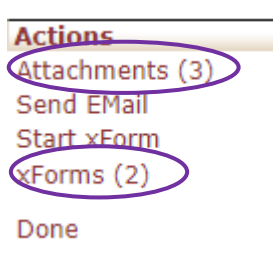 Actions
Attachments (3)
Send EMail
Start xForm
xForms (2)
Done